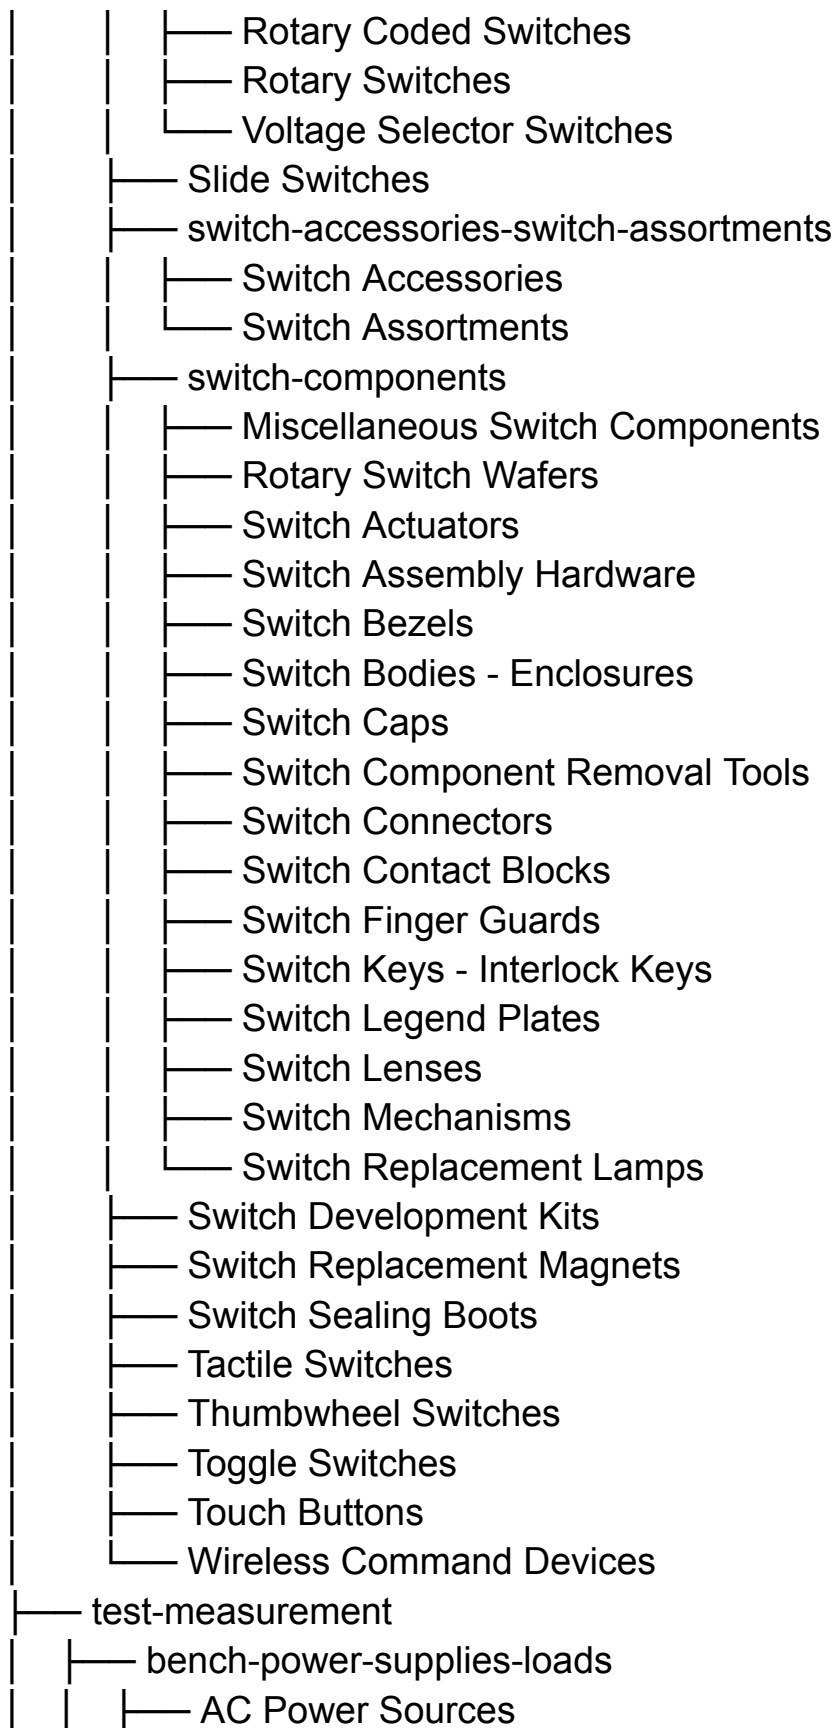 │       │   ├── Rotary Coded Switches
│       │   ├── Rotary Switches
│       │   └── Voltage Selector Switches
│       ├── Slide Switches
│       ├── switch-accessories-switch-assortments
│       │   ├── Switch Accessories
│       │   └── Switch Assortments
│       ├── switch-components
│       │   ├── Miscellaneous Switch Components
│       │   ├── Rotary Switch Wafers
│       │   ├── Switch Actuators
│       │   ├── Switch Assembly Hardware
│       │   ├── Switch Bezels
│       │   ├── Switch Bodies - Enclosures
│       │   ├── Switch Caps
│       │   ├── Switch Component Removal Tools
│       │   ├── Switch Connectors
│       │   ├── Switch Contact Blocks
│       │   ├── Switch Finger Guards
│       │   ├── Switch Keys - Interlock Keys
│       │   ├── Switch Legend Plates
│       │   ├── Switch Lenses
│       │   ├── Switch Mechanisms
│       │   └── Switch Replacement Lamps
│       ├── Switch Development Kits
│       ├── Switch Replacement Magnets
│       ├── Switch Sealing Boots
│       ├── Tactile Switches
│       ├── Thumbwheel Switches
│       ├── Toggle Switches
│       ├── Touch Buttons
│       └── Wireless Command Devices
├── test-measurement
│   ├── bench-power-supplies-loads
│   │   ├── AC Power Sources